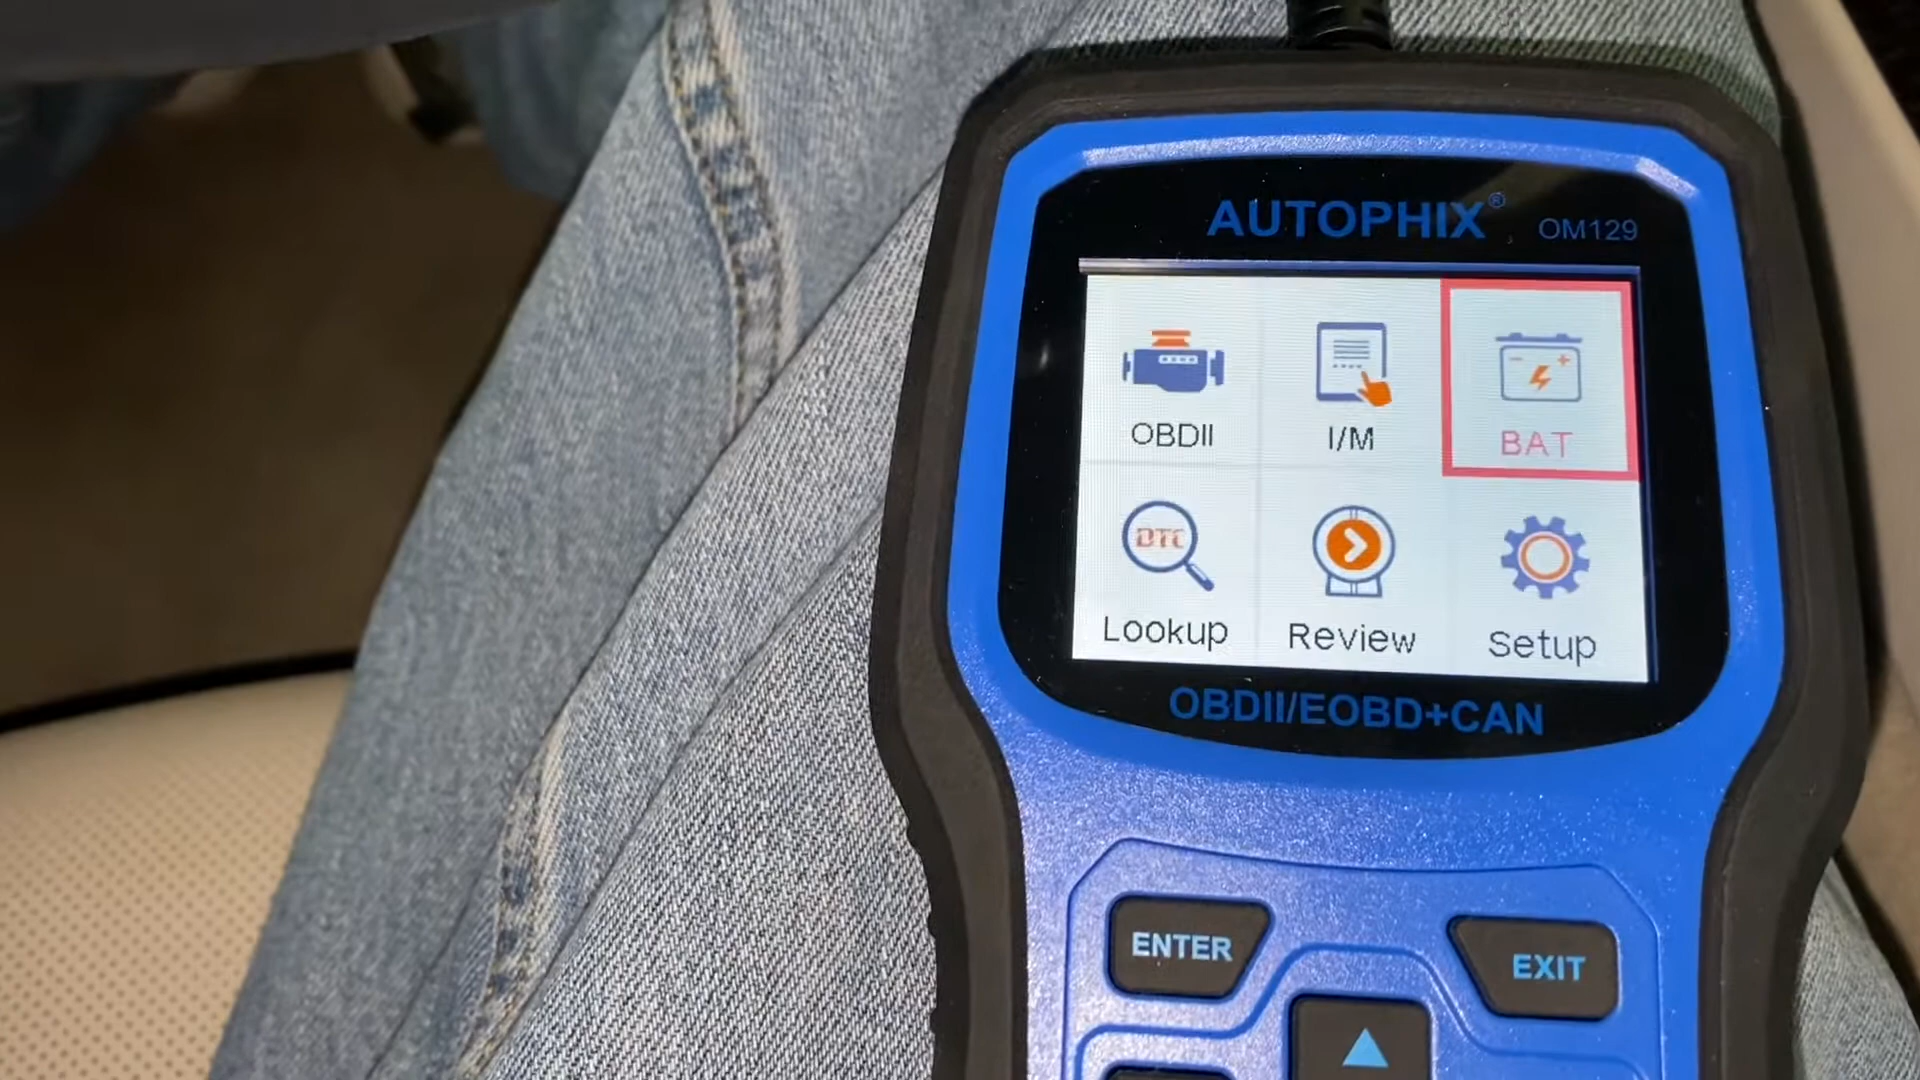 AUTOPHIX® OM129
OBDII I/M BAT
DTC
Lookup Review Setup
OBDII/EOBD+CAN
ENTER EXIT